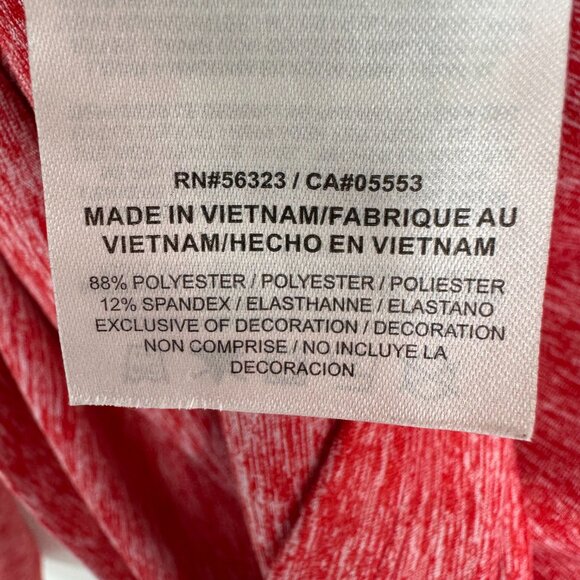 RN#56323 / CA#05553
MADE IN VIETNAM/FABRIQUE AU
VIETNAM/HECHO EN VIETNAM
88% POLYESTER / POLYESTER / POLIESTER
12% SPANDEX / ELASTHANNE / ELASTANO
EXCLUSIVE OF DECORATION / DECORATION
NON COMPRISE / NO INCLUYE LA
DECORACION